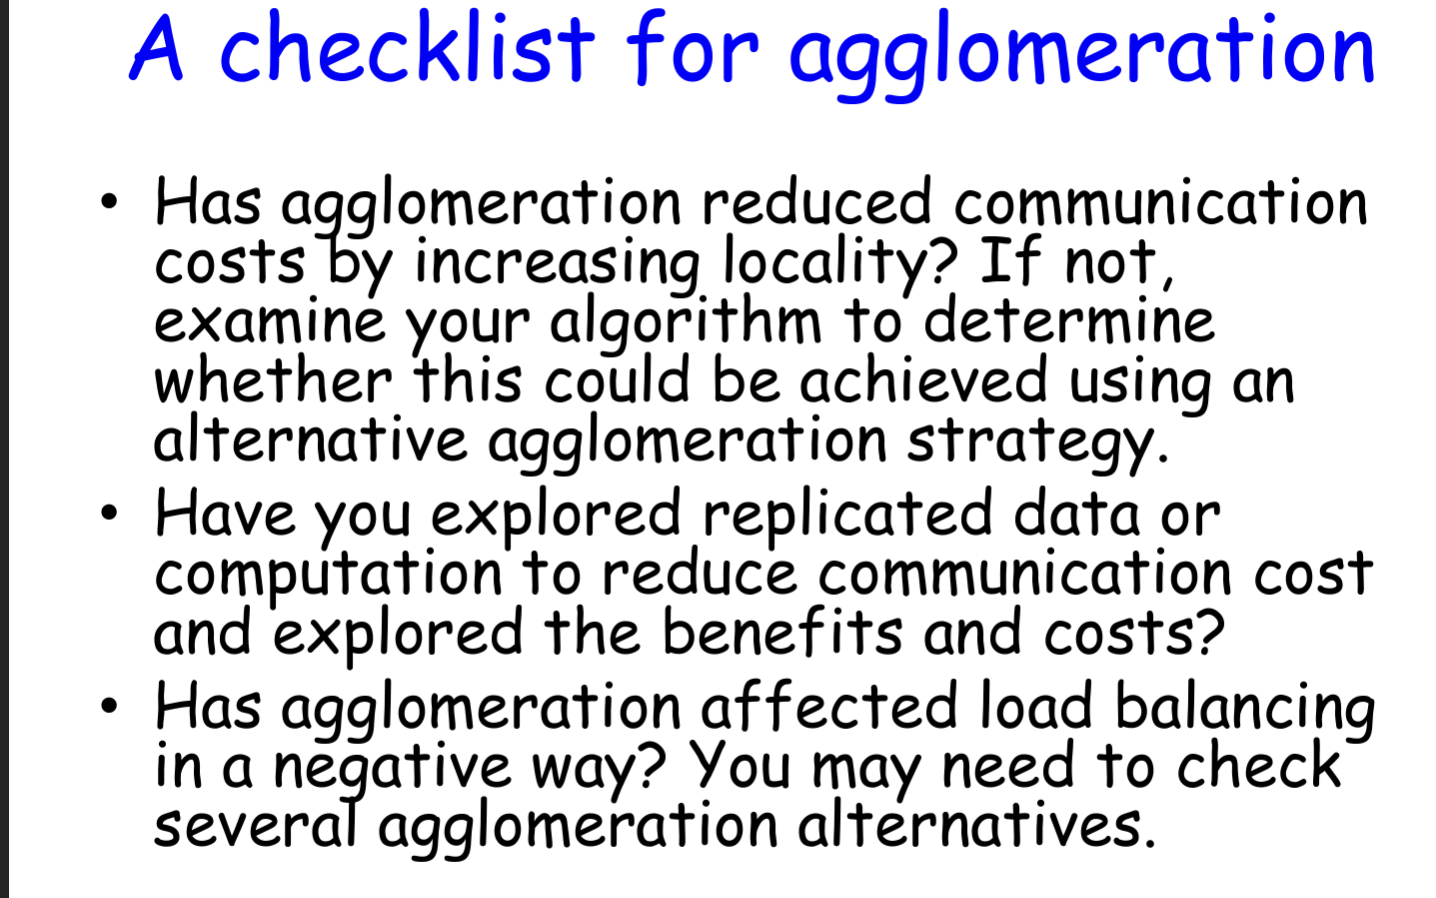 A checklist for agglomeration
• Has agglomeration reduced communication
costs by increasing locality? If not,
examine your algorithm to determine
whether this could be achieved using an
alternative agglomeration strategy.
• Have you explored replicated data or
computation to reduce communication cost
and explored the benefits and costs?
• Has agglomeration affected load balancing
in a negative way? You may need to check
several agglomeration alternatives.